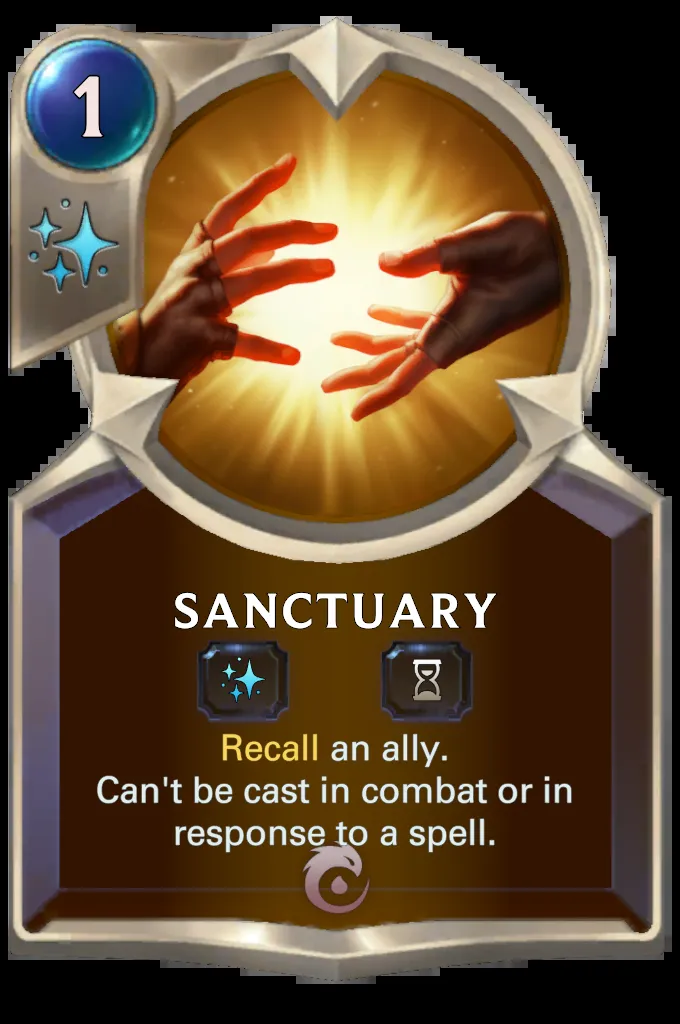 1
SANCTUARY
Recall an ally.
Can't be cast in combat or in
response to a spell.